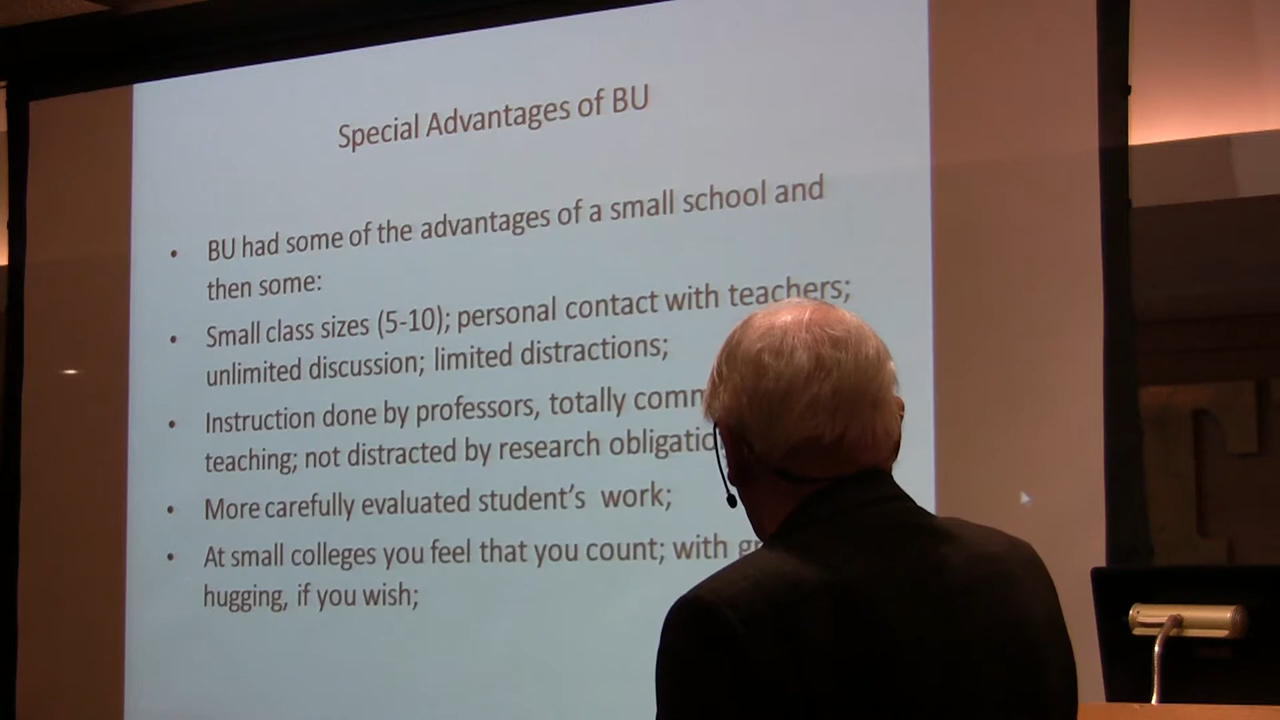 Special Advantages of BU
• BU had some of the advantages of a small school and
then some:
• Small class sizes (5-10); personal contact with teachers;
unlimited discussion; limited distractions;
• Instruction done by professors, totally
teaching; not distracted by research
• More carefully evaluated student's work;
• At small colleges you feel that you count; with
hugging, if you wish;